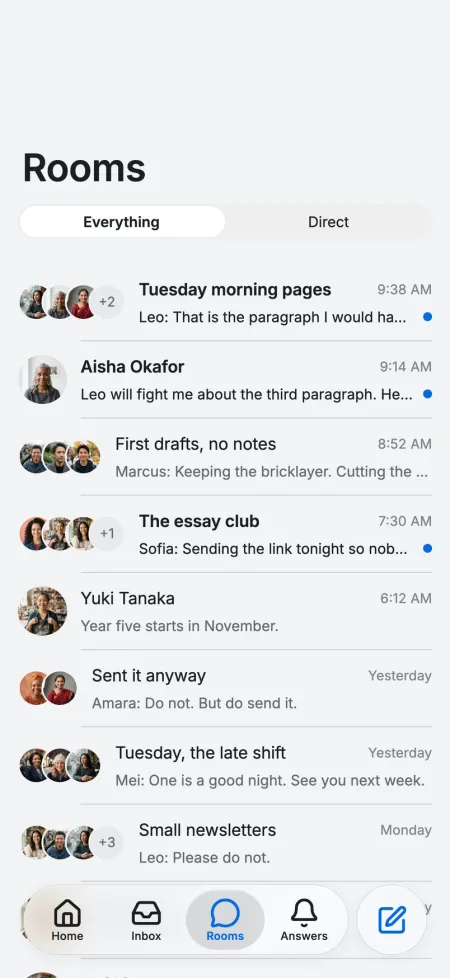 Rooms
Everything
Direct
+2
Tuesday morning pages
9:38 AM
Leo: That is the paragraph I would ha...
Aisha Okafor
9:14 AM
Leo will fight me about the third paragraph. He...
First drafts, no notes
8:52 AM
Marcus: Keeping the bricklayer. Cutting the ...
+1
The essay club
7:30 AM
Sofia: Sending the link tonight so nob...
Yuki Tanaka
6:12 AM
Year five starts in November.
Sent it anyway
Yesterday
Amara: Do not. But do send it.
Tuesday, the late shift
Yesterday
Mei: One is a good night. See you next week.
+3
Small newsletters
Monday
Leo: Please do not.
Home
Inbox
Rooms
Answers